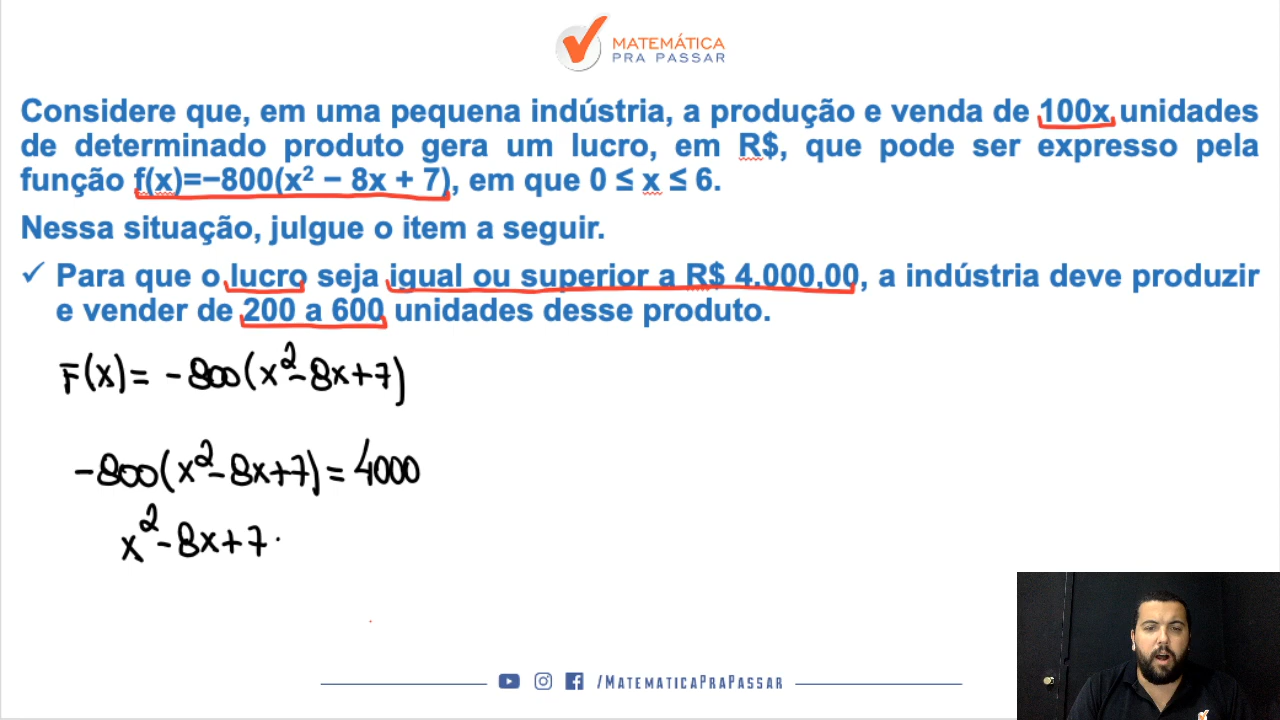 MATEMÁTICA
PRA PASSAR
Considere que, em uma pequena indústria, a produção e venda de 100x unidades
de determinado produto gera um lucro, em R$, que pode ser expresso pela
função f(x)=−800(x² − 8x + 7), em que 0 ≤ x ≤ 6.
Nessa situação, julgue o item a seguir.
✓ Para que o lucro seja igual ou superior a R$ 4.000,00, a indústria deve produzir
e vender de 200 a 600 unidades desse produto.
F(x) = -800(x²-8x+7)
-800(x²-8x+7) = 4000
x²-8x+7
/MATEMATICAPRAPASSAR